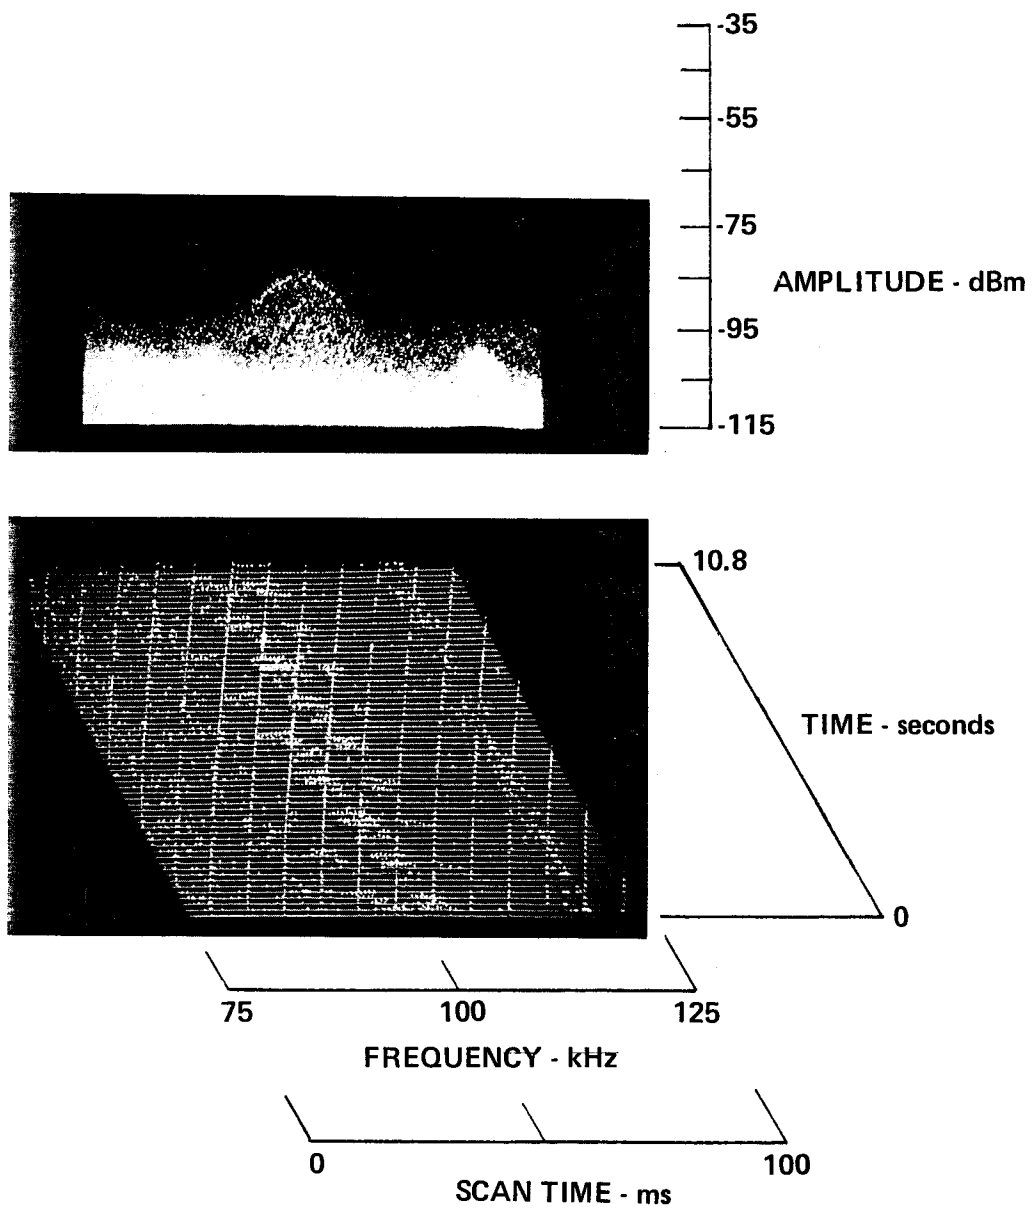 -35
-55
-75
AMPLITUDE - dBm
-95
-115
10.8
TIME - seconds
0
75 100 125
FREQUENCY - kHz
0 100
SCAN TIME - ms